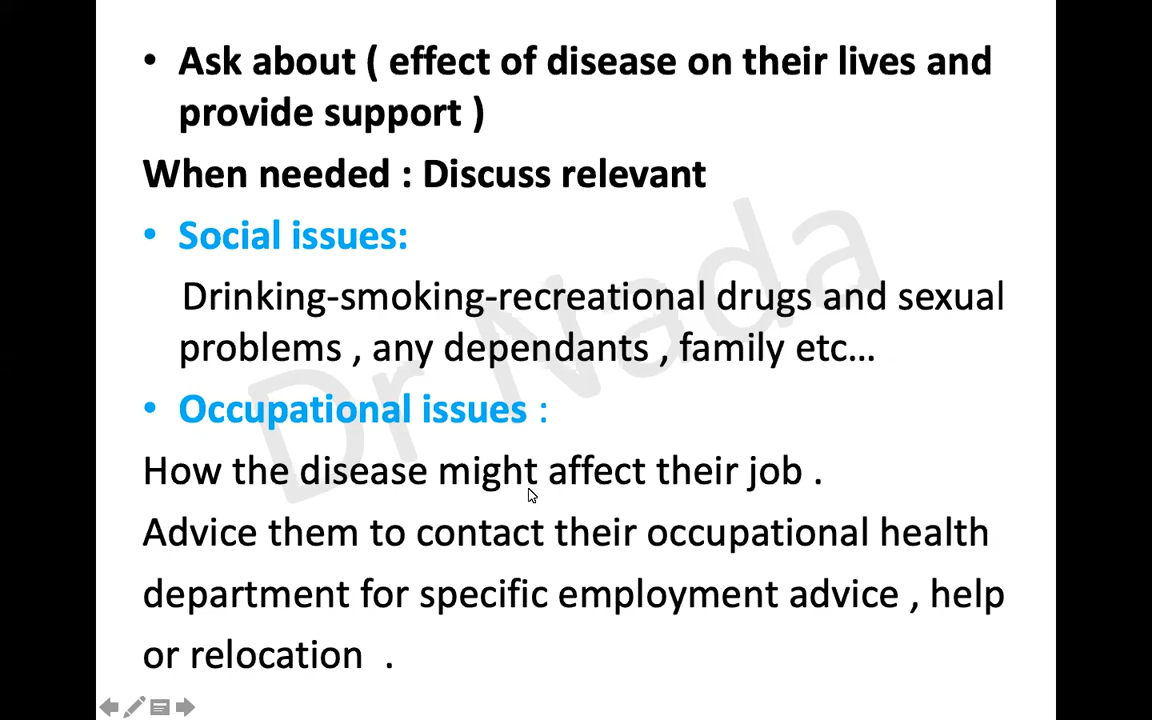 • Ask about ( effect of disease on their lives and
provide support )
When needed : Discuss relevant
• Social issues:
Drinking-smoking-recreational drugs and sexual
problems , any dependants , family etc...
• Occupational issues :
How the disease might affect their job .
Advice them to contact their occupational health
department for specific employment advice , help
or relocation .
Dr Nada